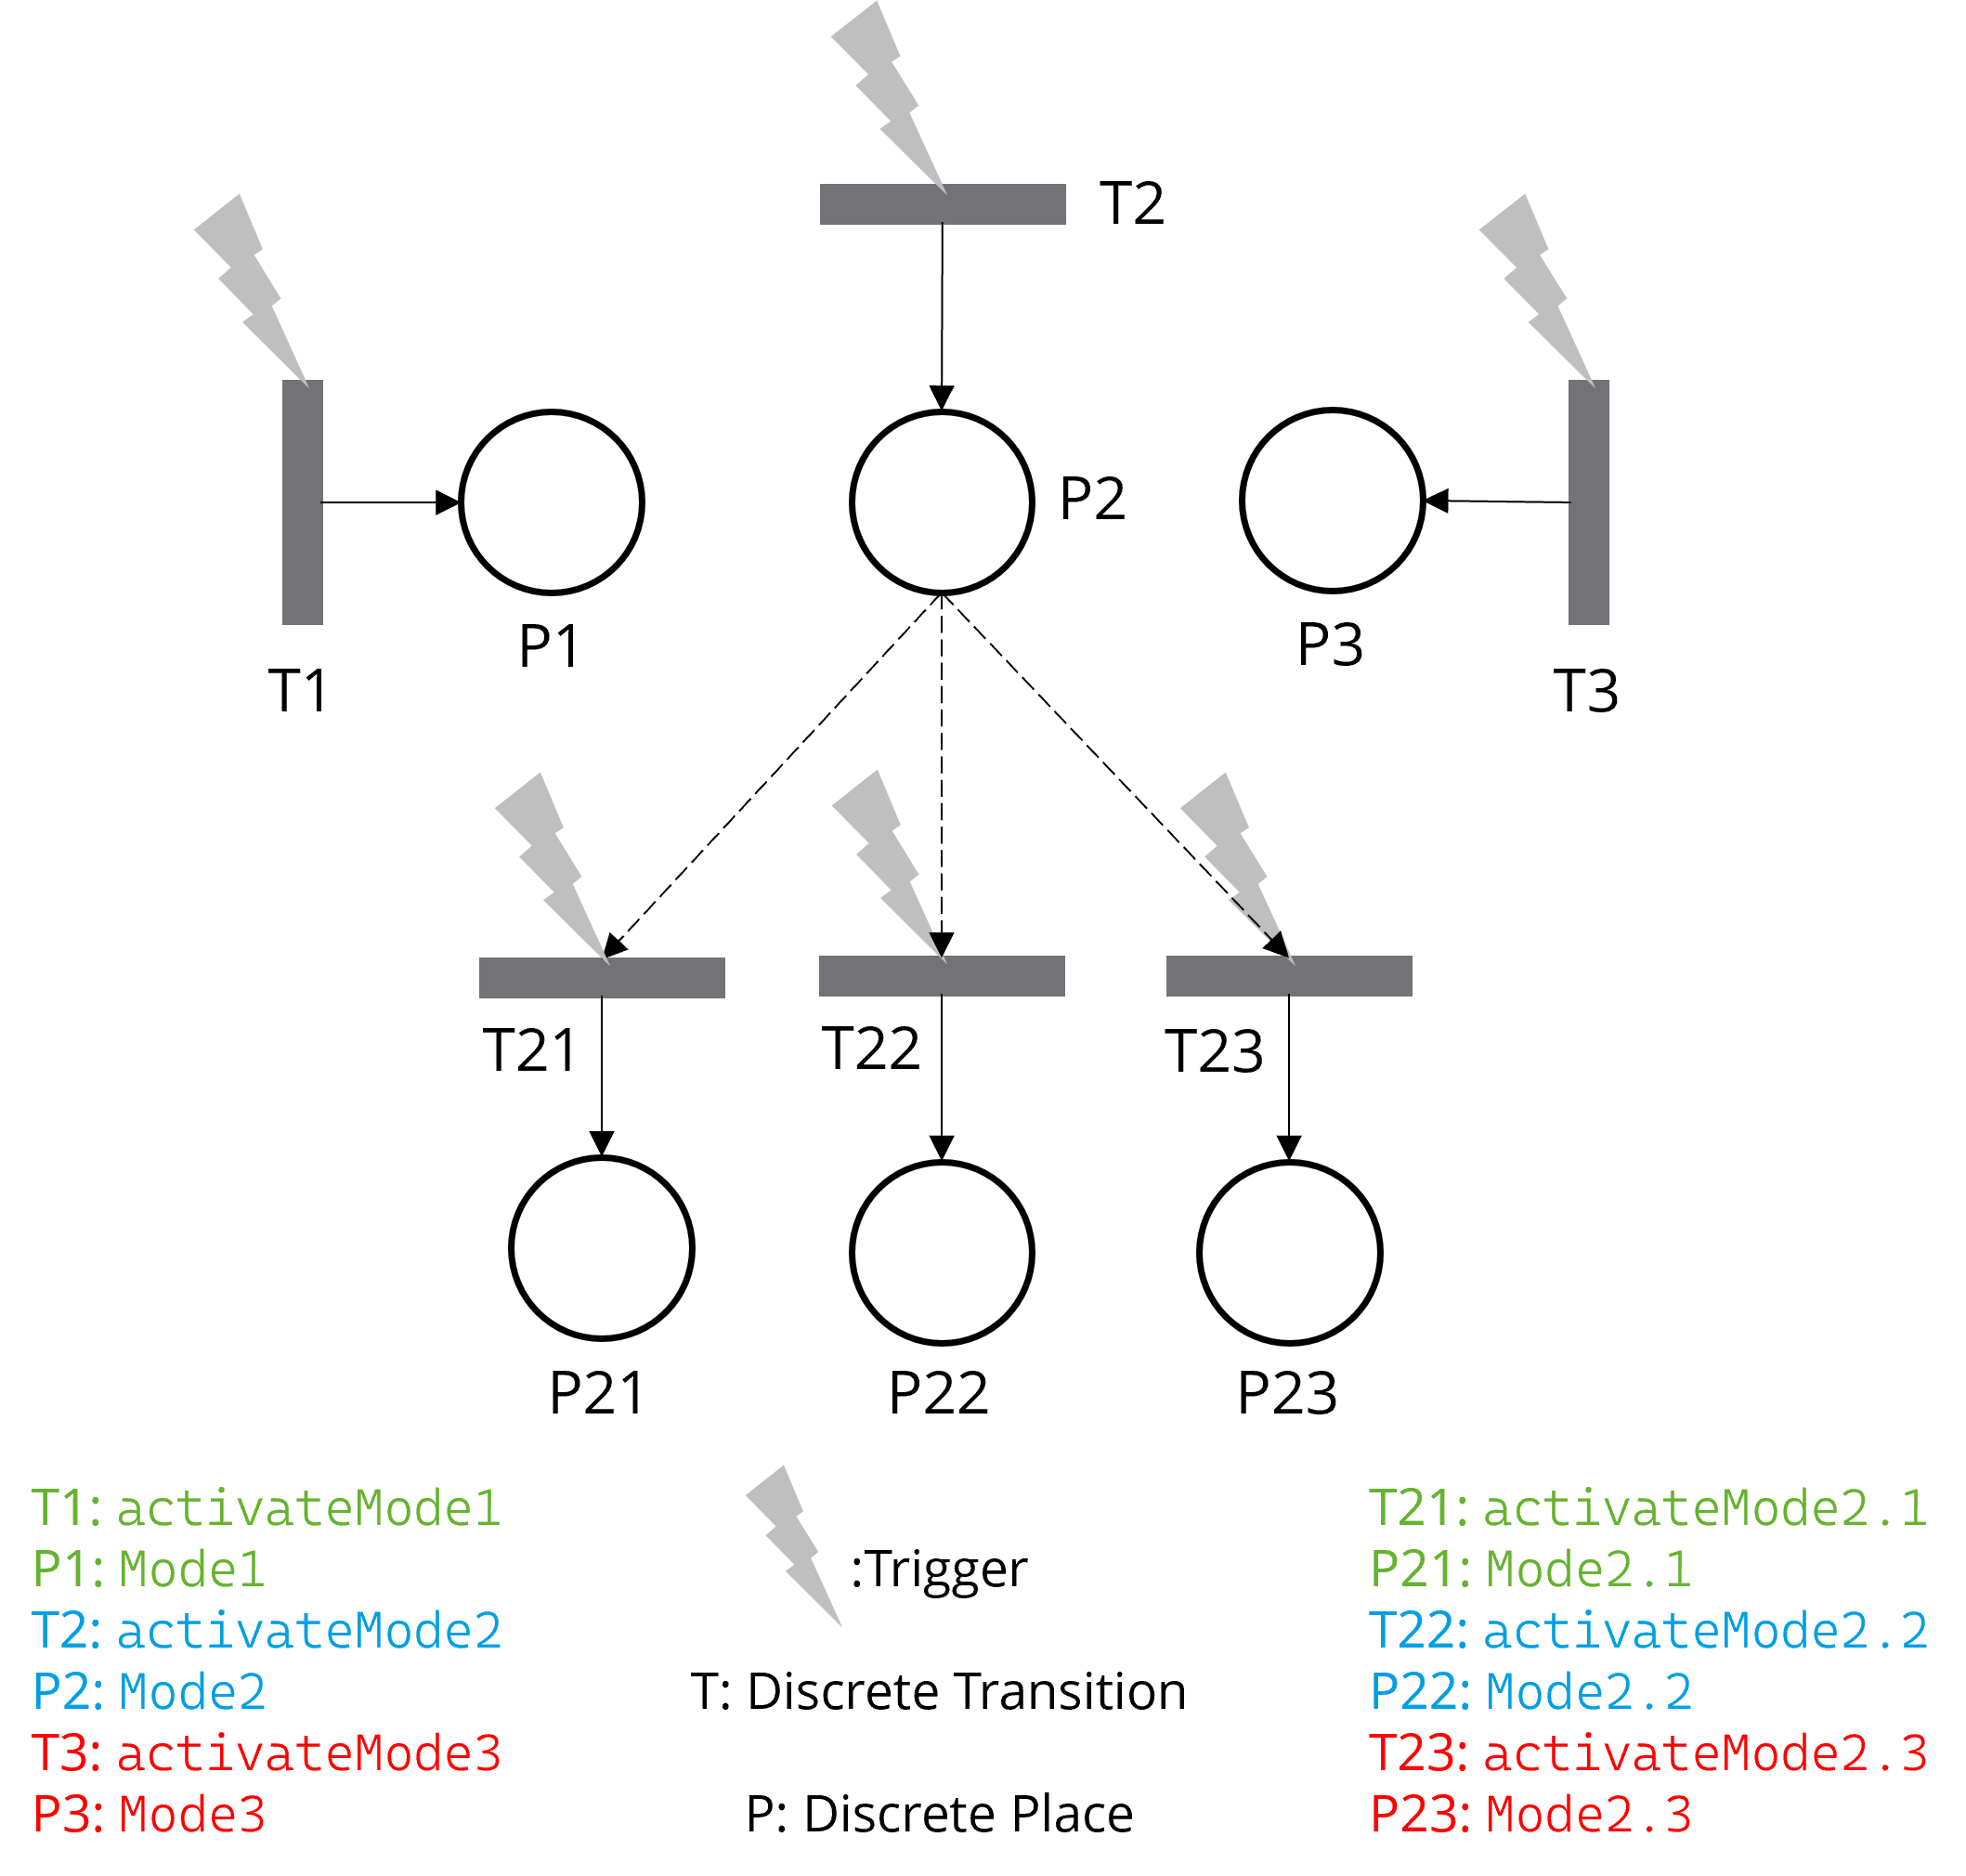 T2
P2
P1
P3
T1
T3
T21
T22
T23
P21
P22
P23
T1: activateMode1
P1: Mode1
T2: activateMode2
P2: Mode2
T3: activateMode3
P3: Mode3
:Trigger
T: Discrete Transition
P: Discrete Place
T21: activateMode2.1
P21: Mode2.1
T22: activateMode2.2
P22: Mode2.2
T23: activateMode2.3
P23: Mode2.3